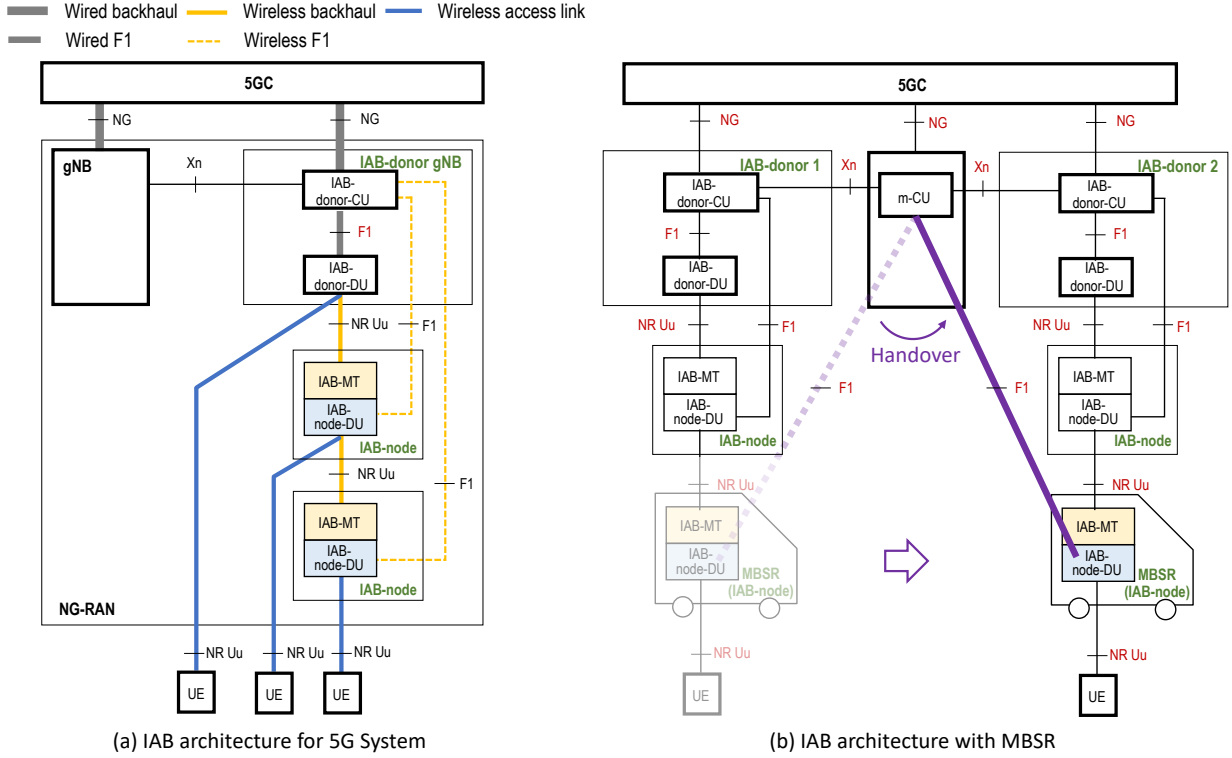 Wired backhaul
Wireless backhaul
Wireless access link
Wired F1
Wireless F1
5GC
NG
NG
gNB
Xn
IAB-donor gNB
IAB-
donor-CU
F1
IAB-
donor-DU
NR Uu
F1
IAB-MT
IAB-
node-DU
IAB-node
NR Uu
F1
IAB-MT
IAB-
node-DU
IAB-node
NG-RAN
NR Uu
NR Uu
NR Uu
UE
UE
UE
(a) IAB architecture for 5G System
5GC
NG
NG
NG
IAB-donor 1
Xn
Xn
IAB-donor 2
IAB-
donor-CU
m-CU
IAB-
donor-CU
F1
F1
IAB-
donor-DU
IAB-
donor-DU
NR Uu
F1
Handover
NR Uu
F1
IAB-MT
IAB-
node-DU
IAB-node
F1
F1
IAB-MT
IAB-
node-DU
IAB-node
NR Uu
NR Uu
IAB-MT
IAB-
node-DU
MBSR
(IAB-node)
IAB-MT
IAB-
node-DU
MBSR
(IAB-node)
NR Uu
NR Uu
UE
UE
(b) IAB architecture with MBSR